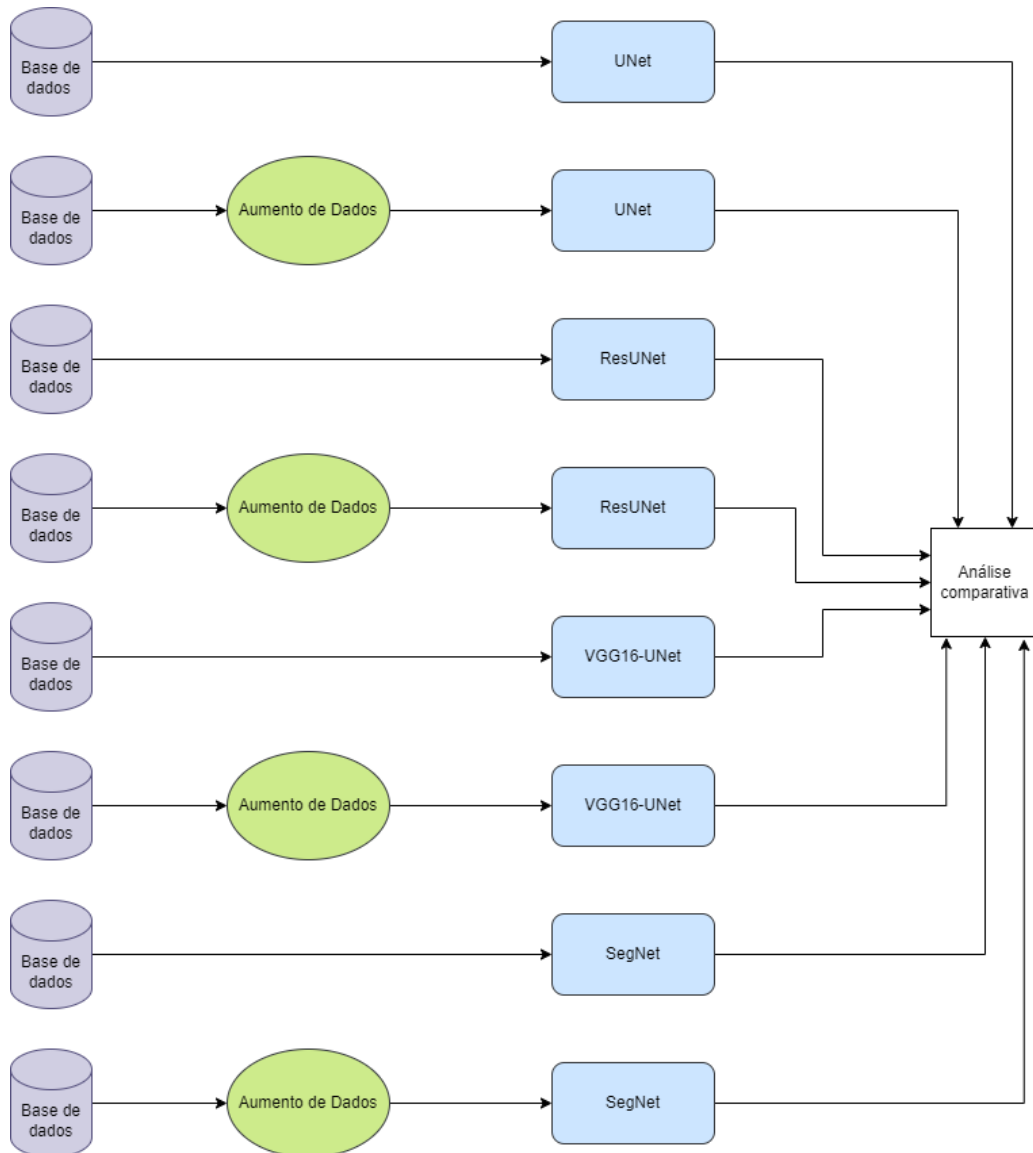 Base de
dados
UNet
Base de
dados
Aumento de Dados
UNet
Base de
dados
ResUNet
Base de
dados
Aumento de Dados
ResUNet
Análise
comparativa
Base de
dados
VGG16-UNet
Base de
dados
Aumento de Dados
VGG16-UNet
Base de
dados
SegNet
Base de
dados
Aumento de Dados
SegNet